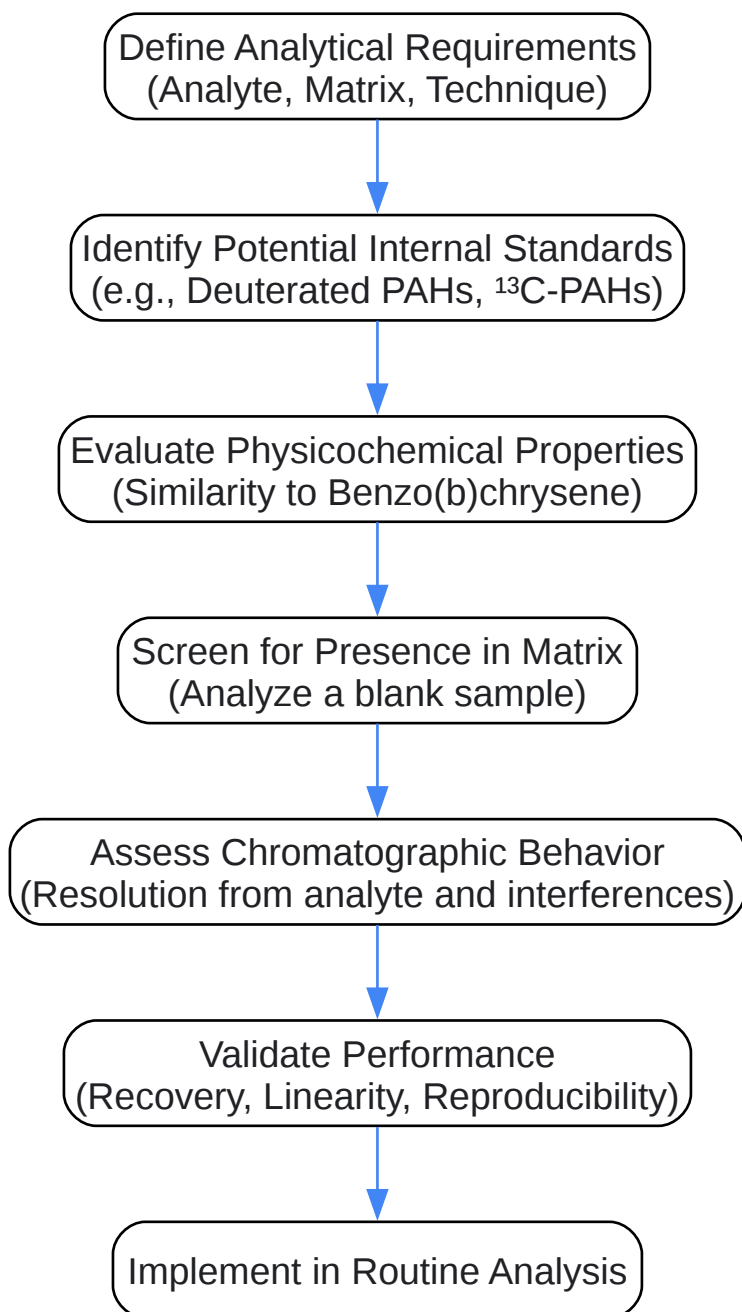 Define Analytical Requirements
(Analyte, Matrix, Technique)
Identify Potential Internal Standards
(e.g., Deuterated PAHs, ¹³C-PAHs)
Evaluate Physicochemical Properties
(Similarity to Benzo(b)chrysene)
Screen for Presence in Matrix
(Analyze a blank sample)
Assess Chromatographic Behavior
(Resolution from analyte and interferences)
Validate Performance
(Recovery, Linearity, Reproducibility)
Implement in Routine Analysis